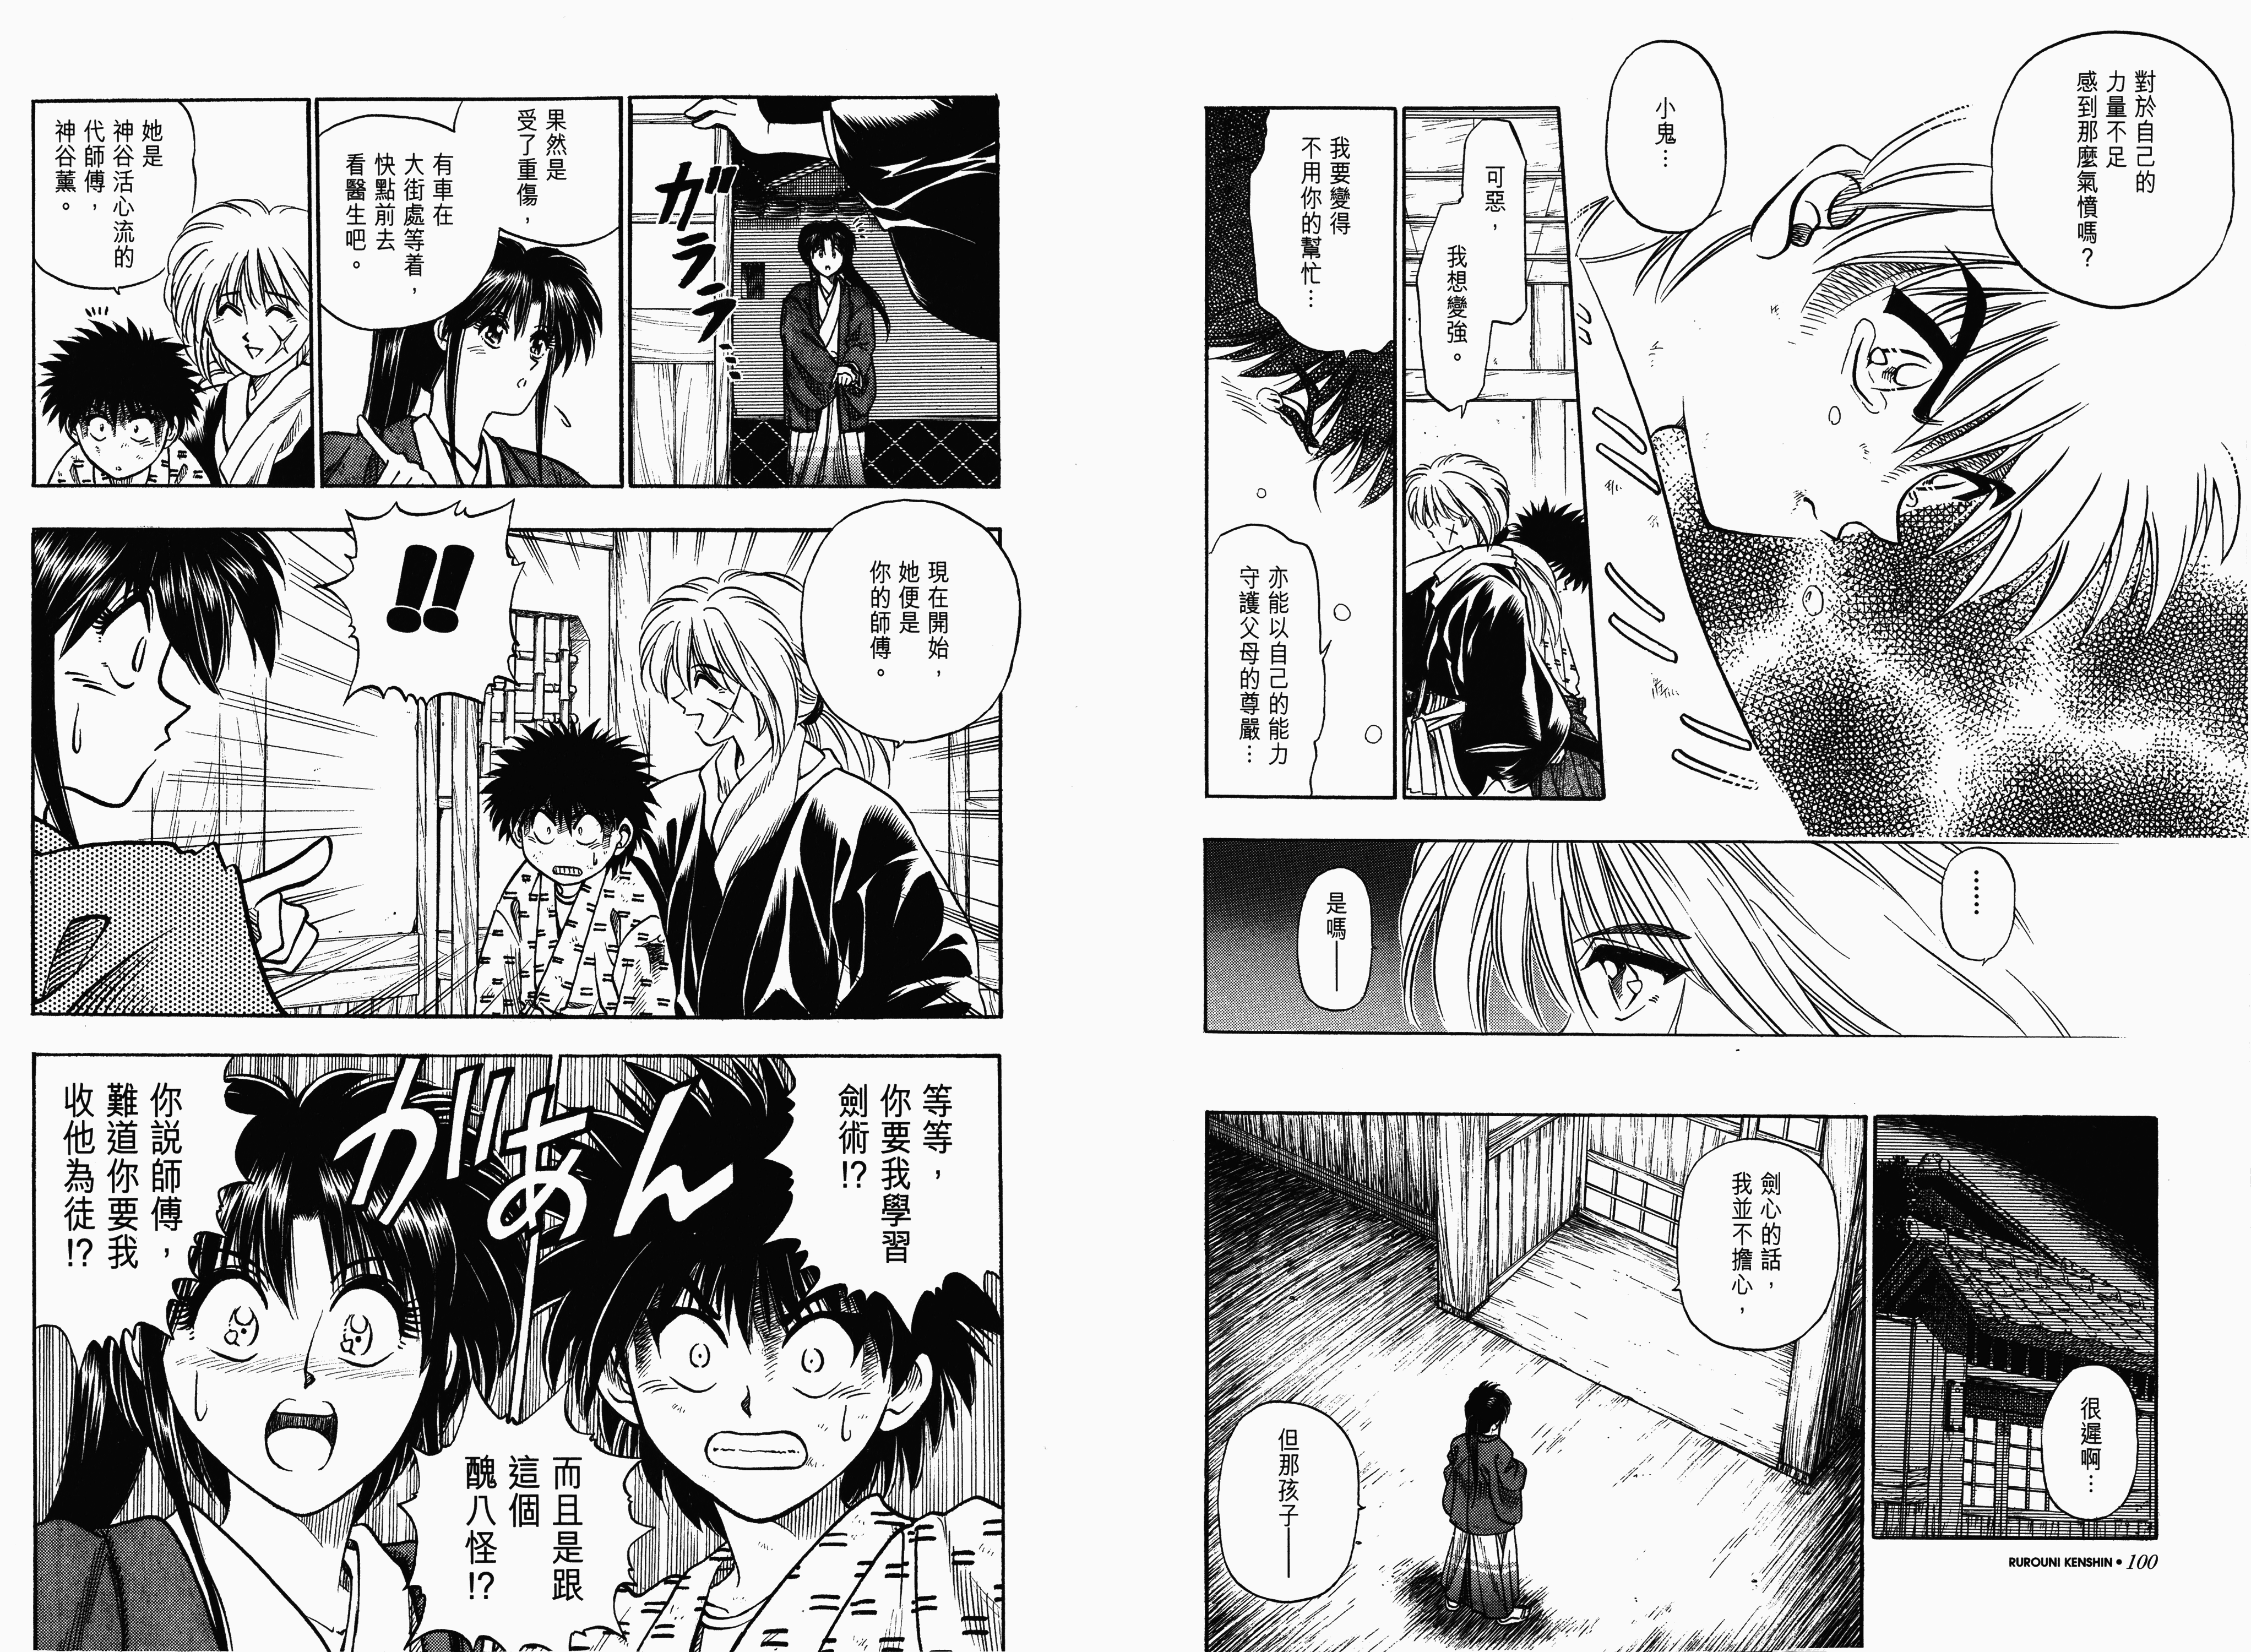 對於自己的
力量不足
感到那麼氣憤嗎？
小鬼…
可惡，
我想變強。
我要變得
不用你的幫忙…
亦能以自己的能力
守護父母的尊嚴…
……
是嗎——
很遲啊…
劍心的話，
我並不擔心，
但那孩子——
RUROUNI KENSHIN • 100
ガラララ…
果然是
受了重傷，
有車在
大街處等着，
快點前去
看醫生吧。
她是
神谷活心流的
代師傅，
神谷薰。
現在開始，
她便是
你的師傅。
!!
等等，
你要我學習
劍術!?
があん
而且是跟
這個
醜八怪!?
你說師傅，
難道你要我
收他為徒!?